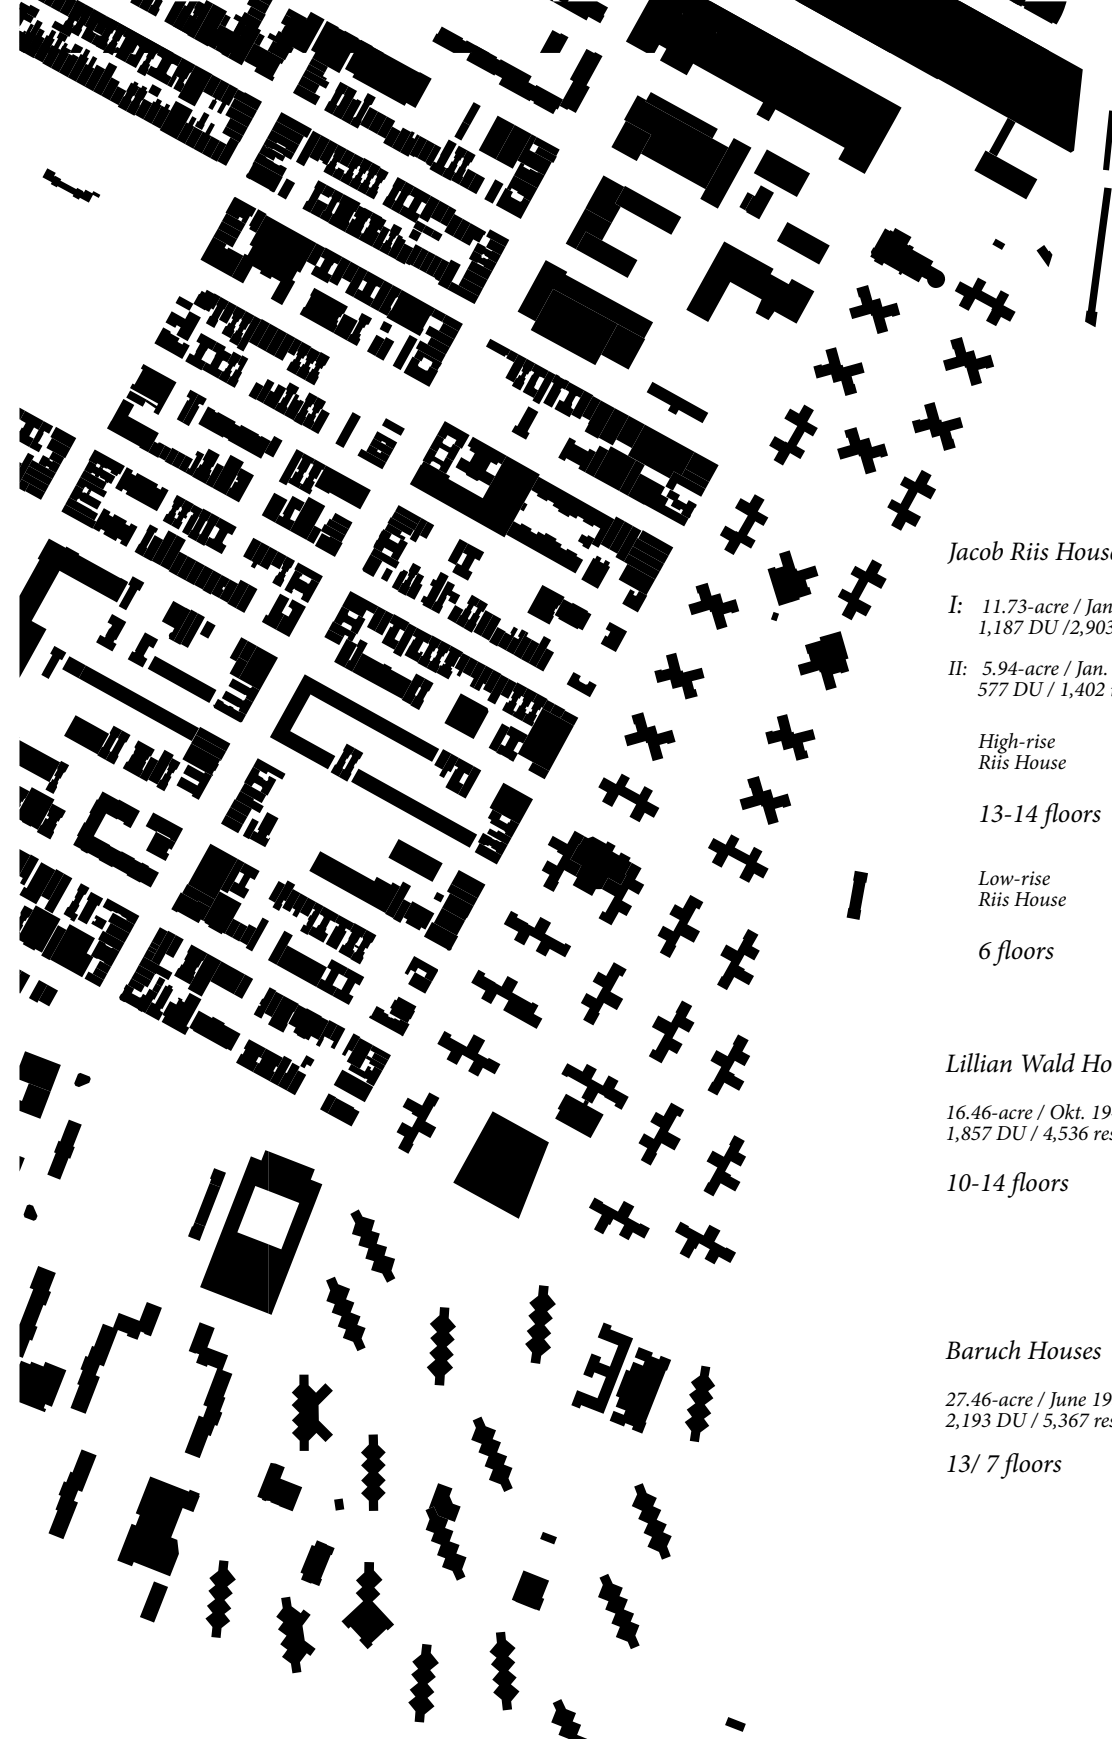 Jacob Riis House
I: 11.73-acre / Jan
1,187 DU /2,903
II: 5.94-acre / Jan.
577 DU / 1,402
High-rise
Riis House
13-14 floors
Low-rise
Riis House
6 floors
Lillian Wald Ho
16.46-acre / Okt. 19
1,857 DU / 4,536 res
10-14 floors
Baruch Houses
27.46-acre / June 19
2,193 DU / 5,367 res
13/ 7 floors